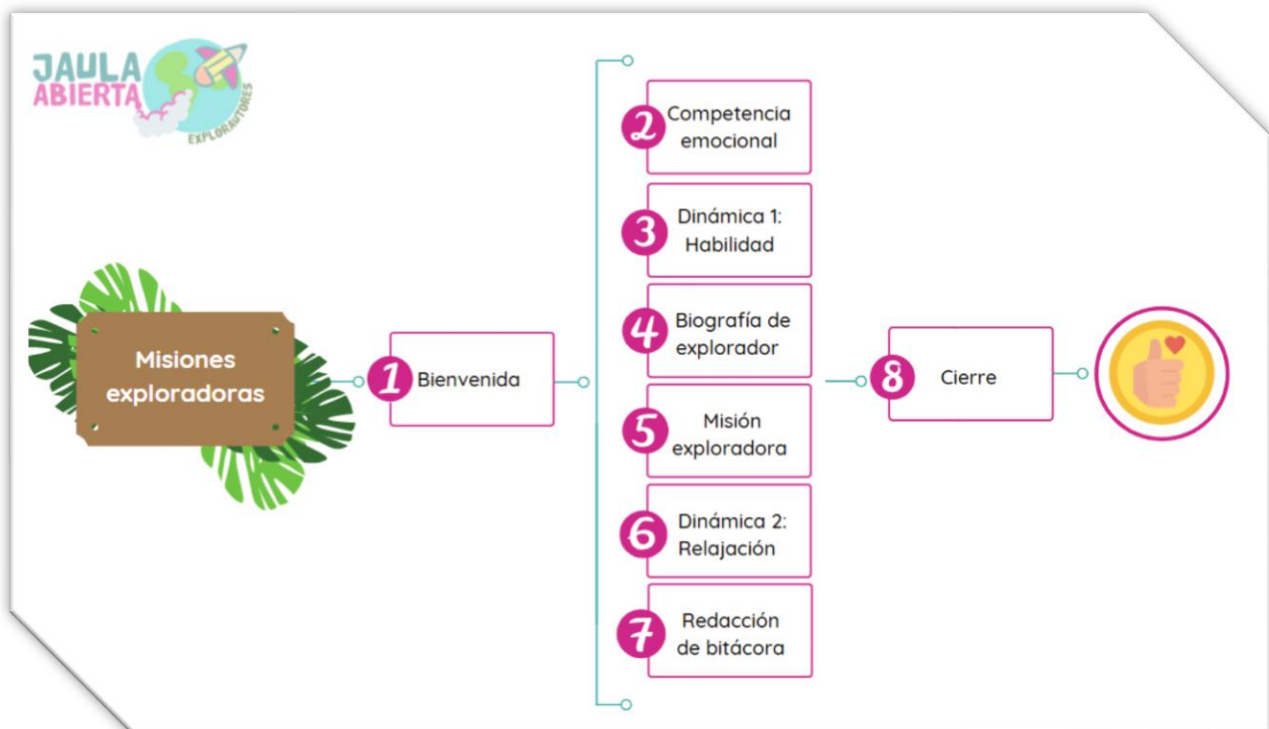 JAULA
ABIERTA
EXPLORAUTORES
Misiones
exploradoras
1
Bienvenida
2
Competencia
emocional
3
Dinámica 1:
Habilidad
4
Biografía de
explorador
5
Misión
exploradora
6
Dinámica 2:
Relajación
7
Redacción
de bitácora
8
Cierre